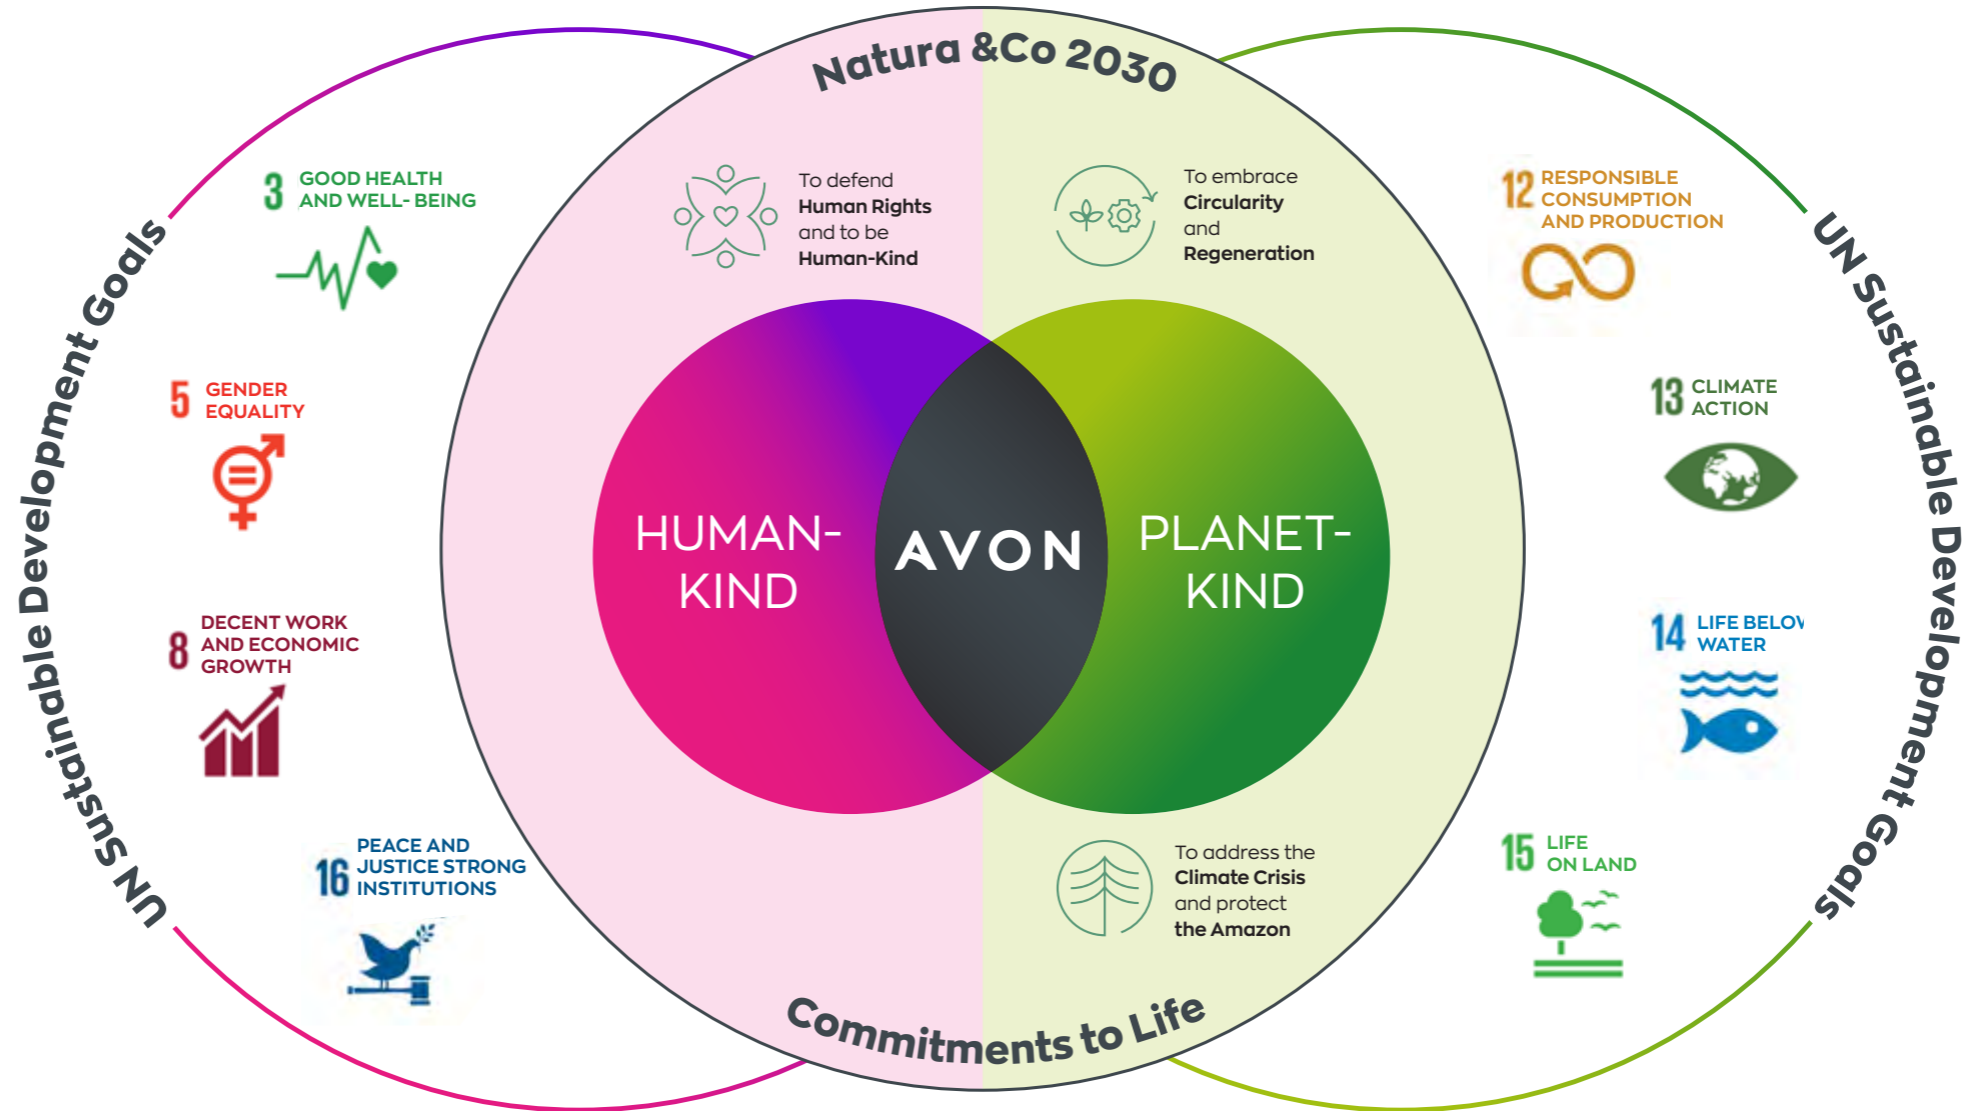 Natura &Co 2030
UN Sustainable Development Goals
3
GOOD HEALTH
AND WELL- BEING
5
GENDER
EQUALITY
8
DECENT WORK
AND ECONOMIC
GROWTH
16
PEACE AND
JUSTICE STRONG
INSTITUTIONS
To defend
Human Rights
and to be
Human-Kind
To embrace
Circularity
and
Regeneration
HUMAN-
KIND
AVON
PLANET-
KIND
To address the
Climate Crisis
and protect
the Amazon
Commitments to Life
12
RESPONSIBLE
CONSUMPTION
AND PRODUCTION
13
CLIMATE
ACTION
14
LIFE BELOW
WATER
15
LIFE
ON LAND
UN Sustainable Development Goals